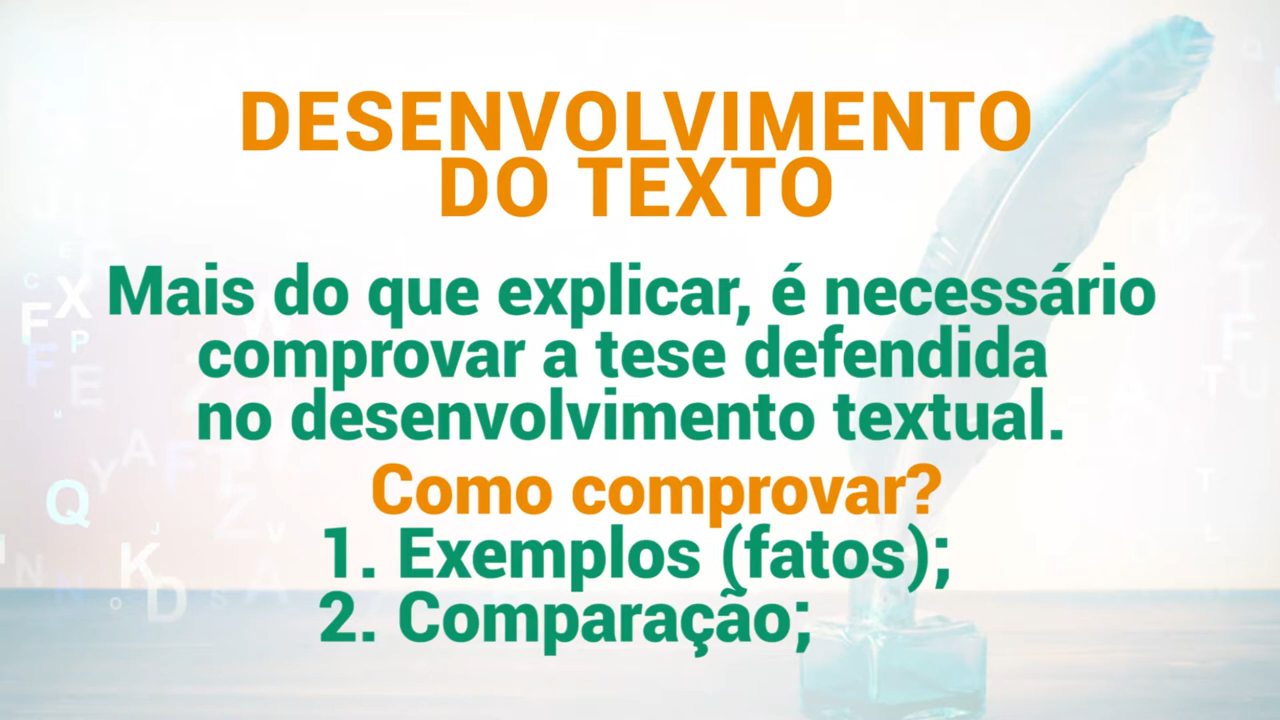 DESENVOLVIMENTO
DO TEXTO
Mais do que explicar, é necessário
comprovar a tese defendida
no desenvolvimento textual.
Como comprovar?
1. Exemplos (fatos);
2. Comparação;